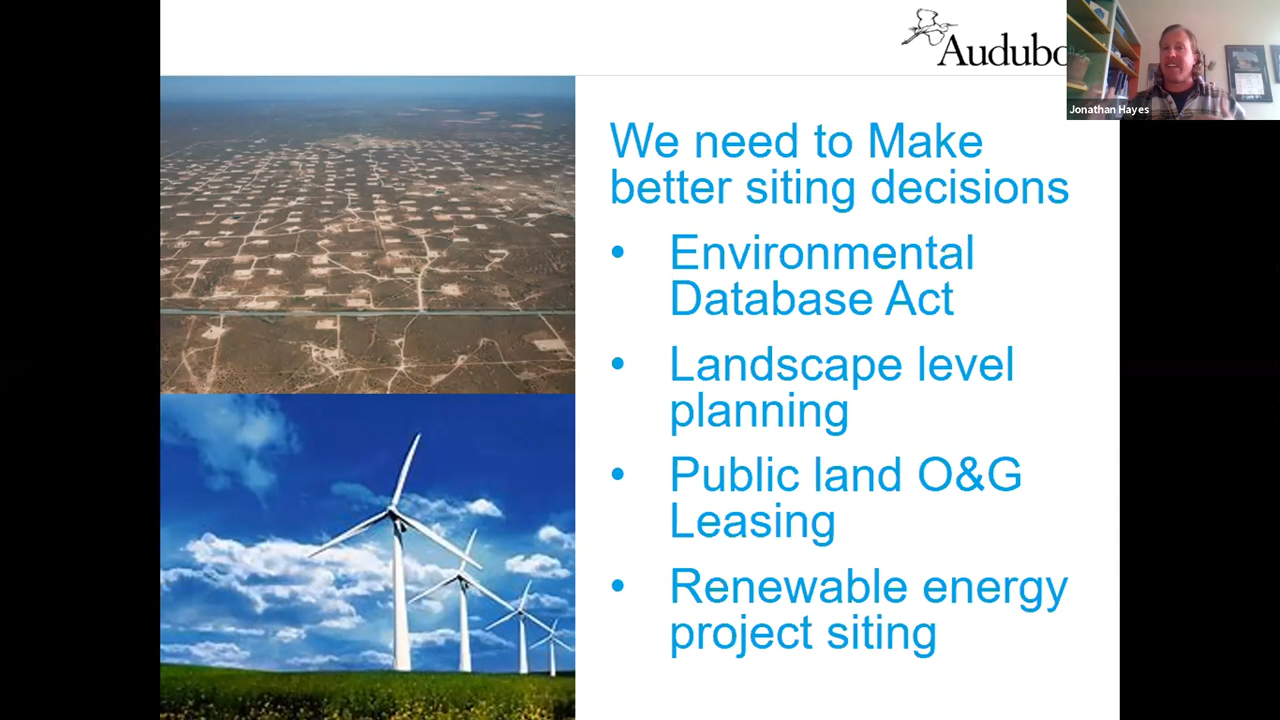 Audubo
Jonathan Hayes
We need to Make
better siting decisions
• Environmental
Database Act
• Landscape level
planning
• Public land O&G
Leasing
• Renewable energy
project siting